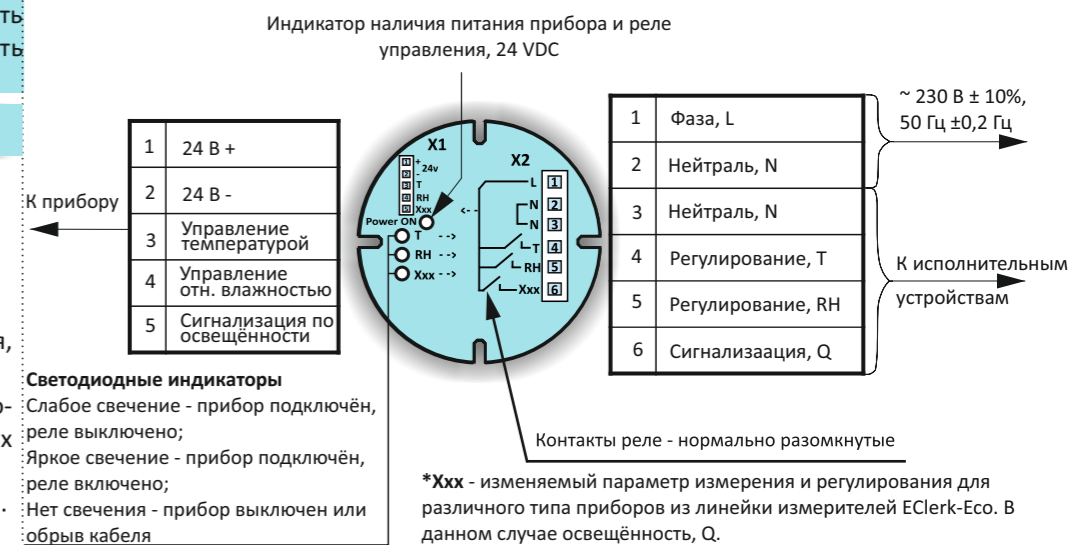 ть
ть
Индикатор наличия питания прибора и реле
управления, 24 VDC
К прибору
1 24 В +
2 24 В -
3 Управление
температурой
4 Управление
отн. влажностью
5 Сигнализация по
освещённости
X1
1 +
24v
2 -
3 T
4 RH
5 Xxx
Power ON
T -->
RH -->
Xxx -->
<--
X2
L 1
N 2
N 3
T 4
RH 5
Xxx 6
1 Фаза, L
2 Нейтраль, N
3 Нейтраль, N
4 Регулирование, T
5 Регулирование, RH
6 Сигнализаация, Q
~ 230 В ± 10%,
50 Гц ±0,2 Гц
К исполнительным
устройствам
я,
о-
х
.
Светодиодные индикаторы
Слабое свечение - прибор подключён,
реле выключено;
Яркое свечение - прибор подключён,
реле включено;
Нет свечения - прибор выключен или
обрыв кабеля
Контакты реле - нормально разомкнутые
*Xxx - изменяемый параметр измерения и регулирования для
различного типа приборов из линейки измерителей EClerk-Eco. В
данном случае освещённость, Q.